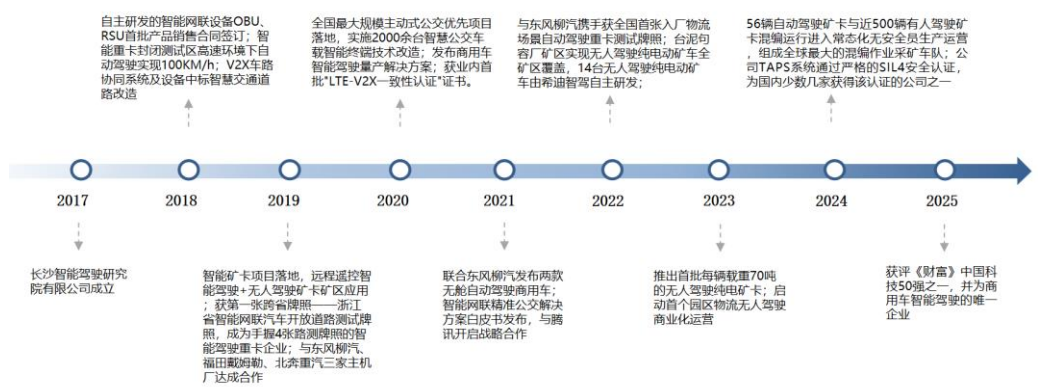 自主研发的智能网联设备OBU、
RSU首批产品销售合同签订；智
能重卡封闭测试区高速环境下自
动驾驶实现100KM/h；V2X车路
协同系统及设备中标智慧交通道
路改造
全国最大规模主动式公交优先项目
落地，实施2000余台智慧公交车
载智能终端技术改造；发布商用车
智能驾驶量产解决方案；获业内首
批"LTE-V2X一致性认证"证书。
与东风柳汽携手获全国首张入厂物流
场景自动驾驶重卡测试牌照；台泥句
容厂矿区实现无人驾驶纯电动矿车全
矿区覆盖，14台无人驾驶纯电动矿
车由希迪智驾自主研发；
56辆自动驾驶矿卡与近500辆有人驾驶矿
卡混编运行进入常态化无安全员生产运营
，组成全球最大的混编作业采矿车队；公
司TAPS系统通过严格的SIL4安全认证，
为国内少数几家获得该认证的公司之一
2017
2018
2019
2020
2021
2022
2023
2024
2025
长沙智能驾驶研究
院有限公司成立
智能矿卡项目落地，远程遥控智
能驾驶+无人驾驶矿卡矿区应用
；获第一张跨省牌照——浙江
省智能网联汽车开放道路测试牌
照，成为手握4张路测牌照的智
能驾驶重卡企业；与东风柳汽、
福田戴姆勒、北奔重汽三家主机
厂达成合作
联合东风柳汽发布两款
无舱自动驾驶商用车；
智能网联精准公交解决
方案白皮书发布，与腾
讯开启战略合作
推出首批每辆载重70吨
的无人驾驶纯电矿卡；启
动首个园区物流无人驾驶
商业化运营
获评《财富》中国科
技50强之一，并为商
用车智能驾驶的唯一
企业